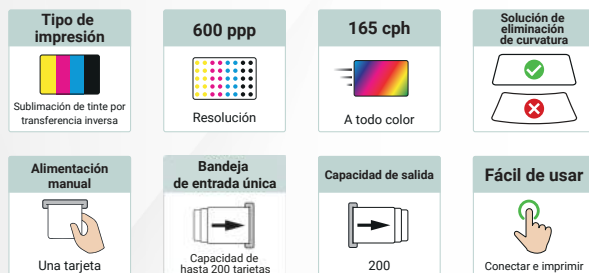 Tipo de
impresión
Sublimación de tinte por
transferencia inversa
600 ppp
Resolución
165 cph
A todo color
Solución de
eliminación
de curvatura
Alimentación
manual
Una tarjeta
Bandeja
de entrada única
Capacidad de
hasta 200 tarjetas
Capacidad de salida
200
Fácil de usar
Conectar e imprimir